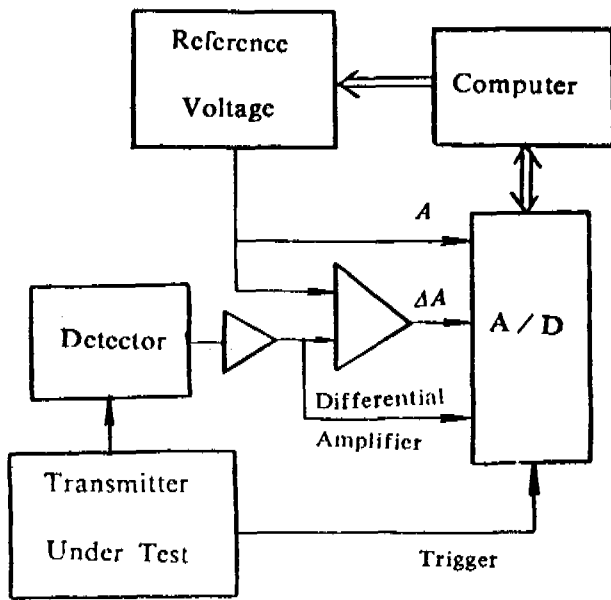 Reference
Voltage
Computer
A
ΔA
A/D
Detector
Differential
Amplifier
Transmitter
Under Test
Trigger